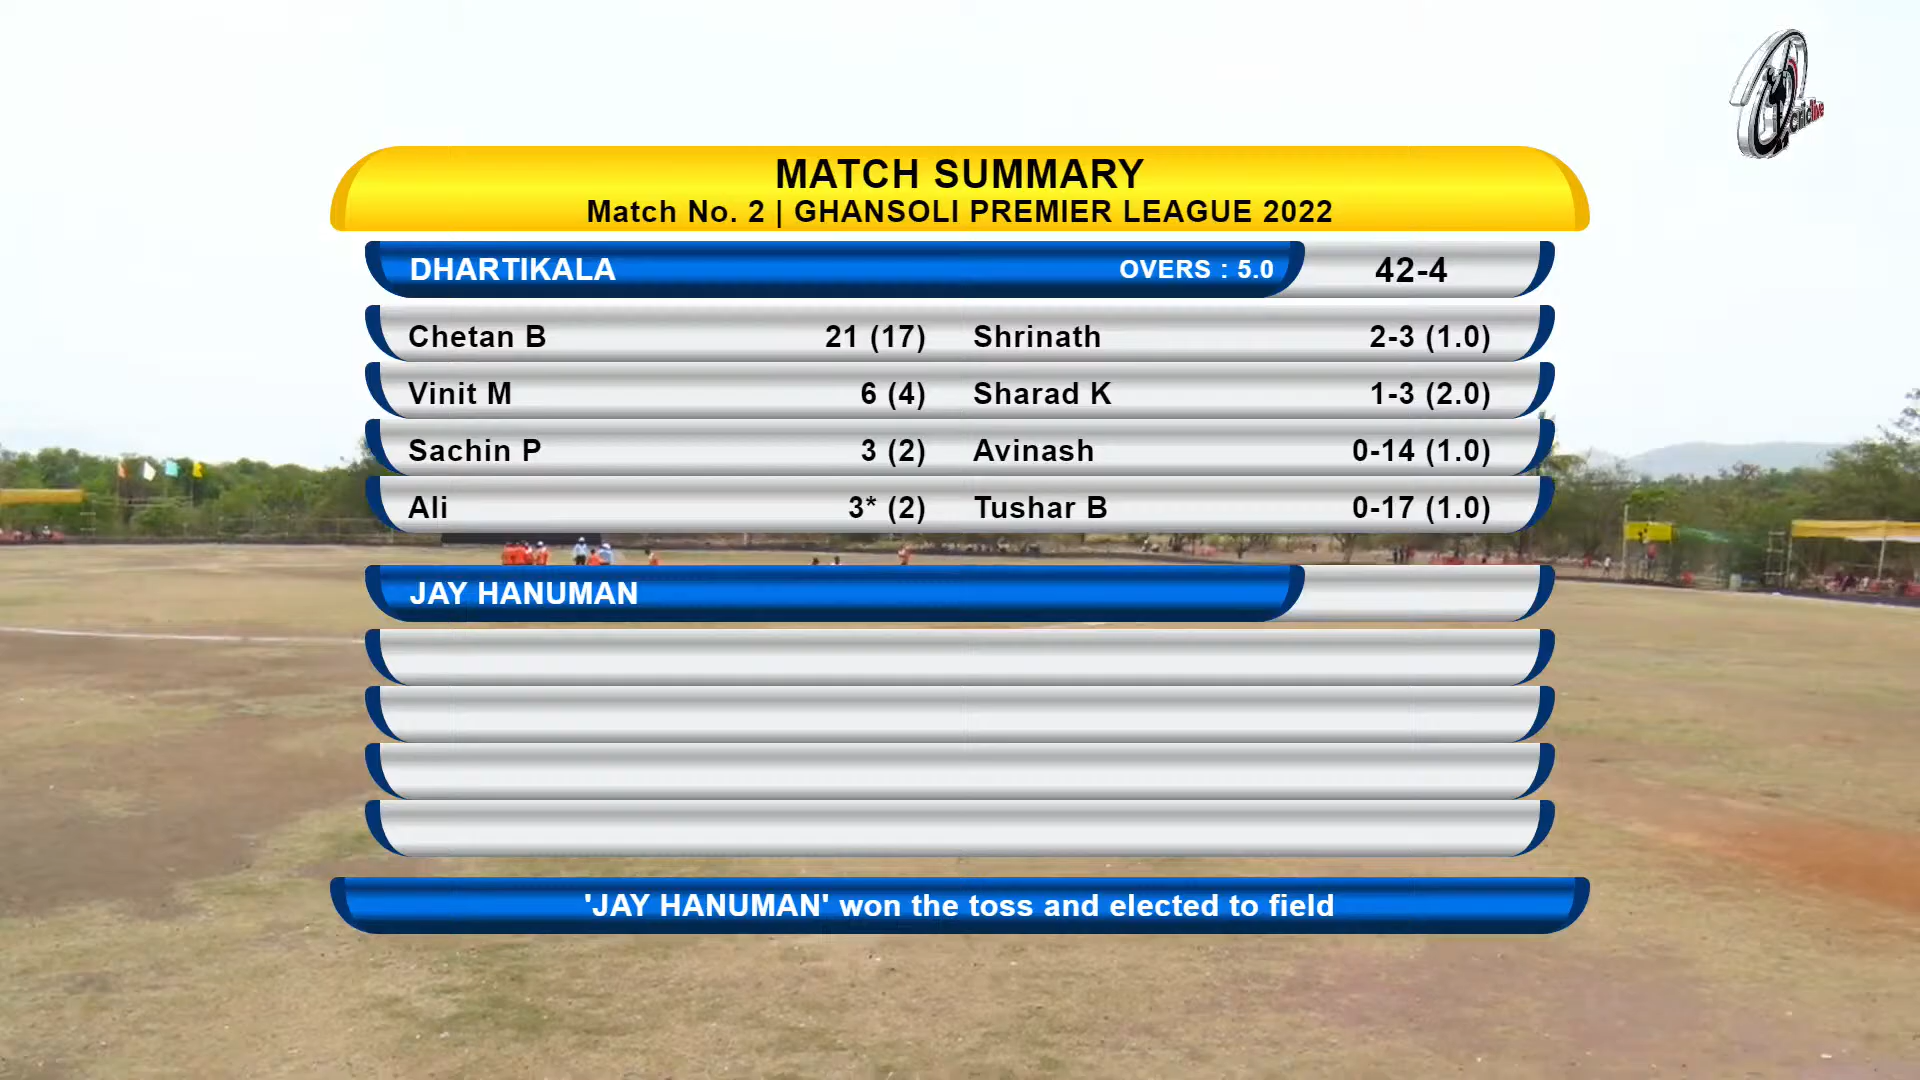 criclive
MATCH SUMMARY
Match No. 2 | GHANSOLI PREMIER LEAGUE 2022
DHARTIKALA OVERS : 5.0 42-4
Chetan B 21 (17) Shrinath 2-3 (1.0)
Vinit M 6 (4) Sharad K 1-3 (2.0)
Sachin P 3 (2) Avinash 0-14 (1.0)
Ali 3* (2) Tushar B 0-17 (1.0)
JAY HANUMAN
'JAY HANUMAN' won the toss and elected to field